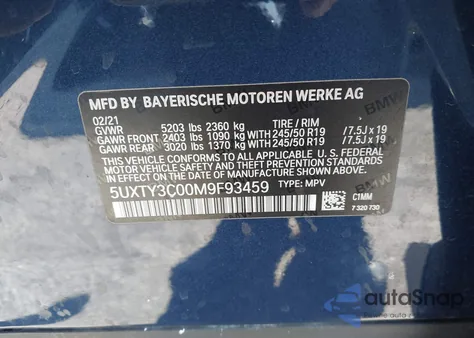 MFD BY BAYERISCHE MOTOREN WERKE AG
02/21
GVWR 5203 lbs 2360 kg TIRE / RIM
GAWR FRONT 2403 lbs 1090 kg WITH 245/50 R19 / 7.5J x 19
GAWR REAR 3020 lbs 1370 kg WITH 245/50 R19 / 7.5J x 19
THIS VEHICLE CONFORMS TO ALL APPLICABLE U.S. FEDERAL
MOTOR VEHICLE SAFETY STANDARDS IN EFFECT ON THE
DATE OF MANUFACTURE SHOWN ABOVE.
5UXTY3C00M9F93459 TYPE: MPV
C1MM
7 320 730
BMW
autoSnap